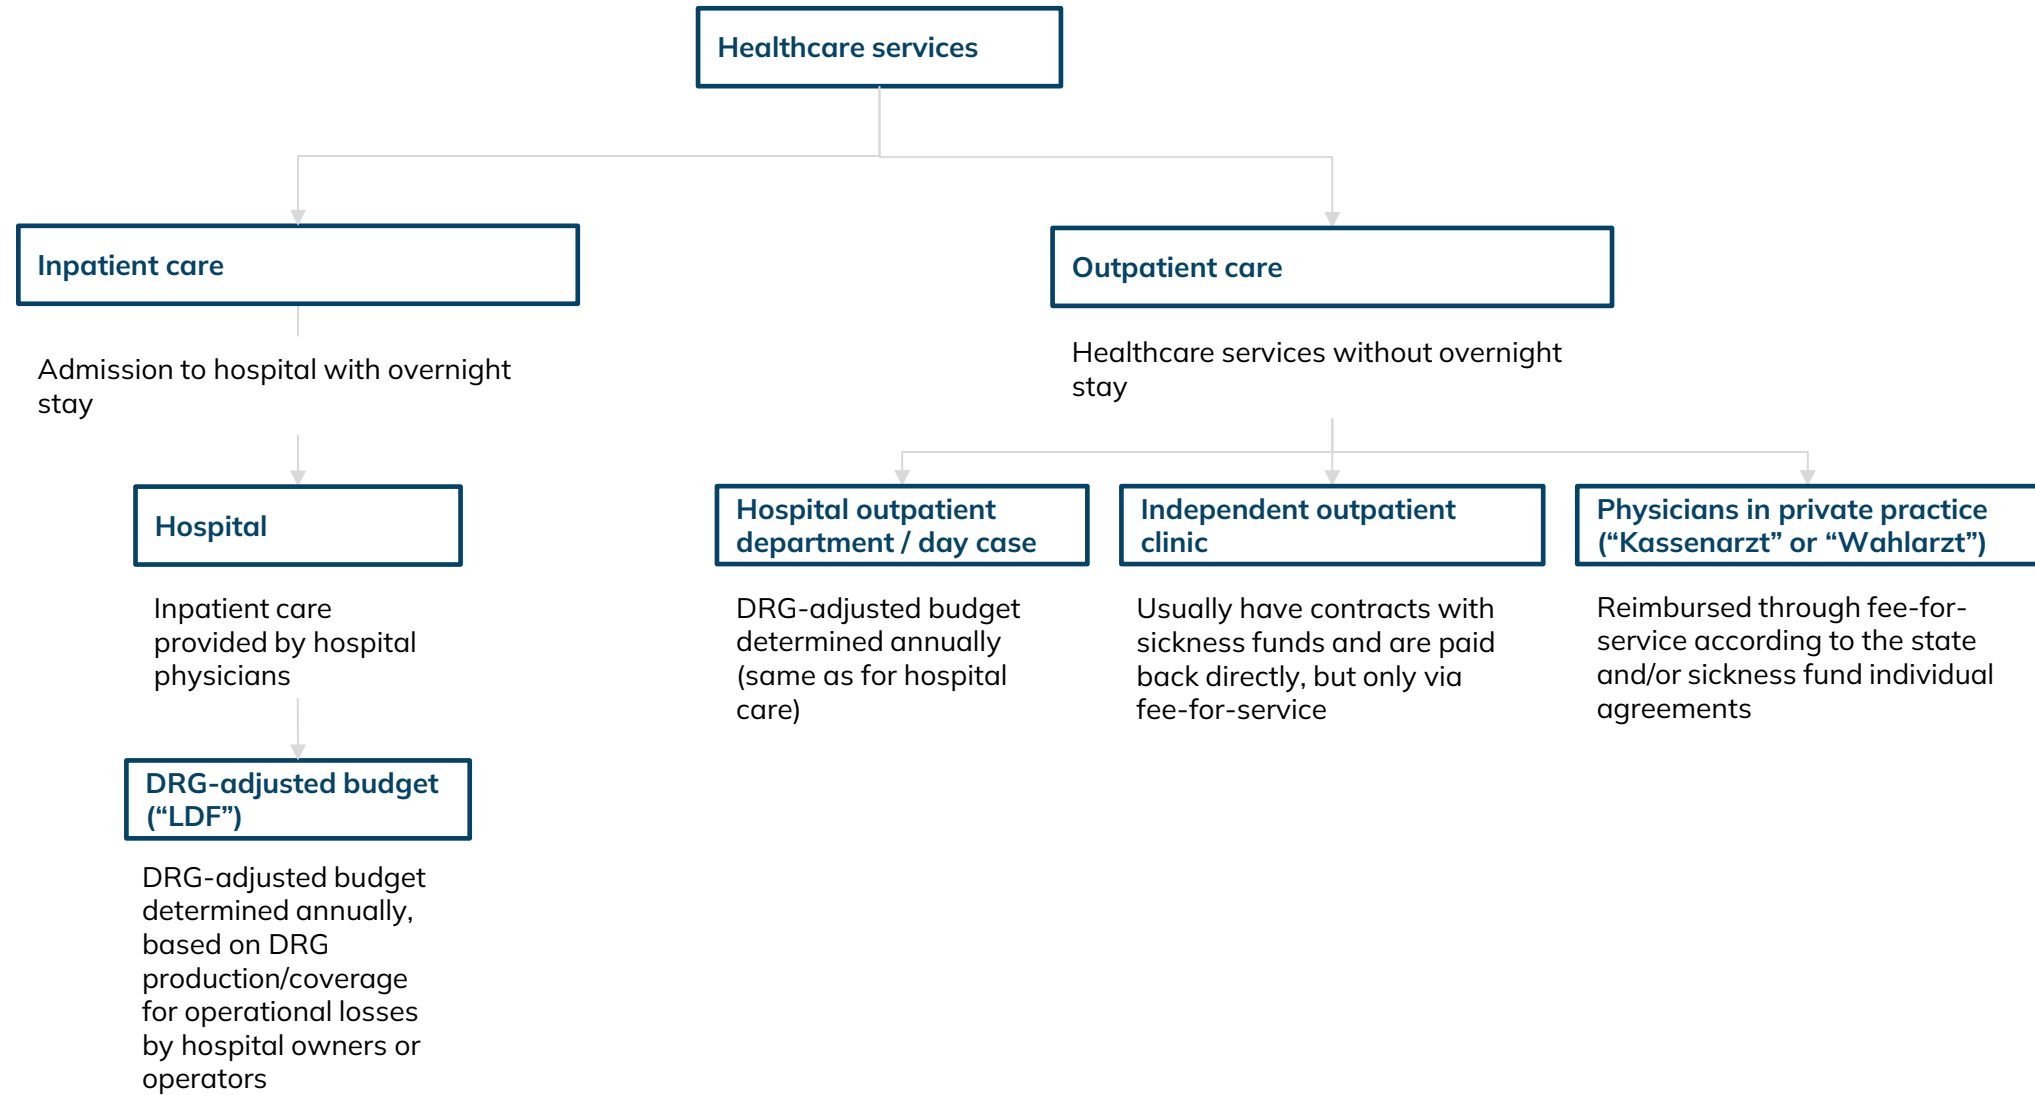 Healthcare services
Inpatient care
Admission to hospital with overnight
stay
Hospital
Inpatient care
provided by hospital
physicians
DRG-adjusted budget
(“LDF”)
DRG-adjusted budget
determined annually,
based on DRG
production/coverage
for operational losses
by hospital owners or
operators
Outpatient care
Healthcare services without overnight
stay
Hospital outpatient
department / day case
DRG-adjusted budget
determined annually
(same as for hospital
care)
Independent outpatient
clinic
Usually have contracts with
sickness funds and are paid
back directly, but only via
fee-for-service
Physicians in private practice
(“Kassenarzt” or “Wahlarzt”)
Reimbursed through fee-for-
service according to the state
and/or sickness fund individual
agreements